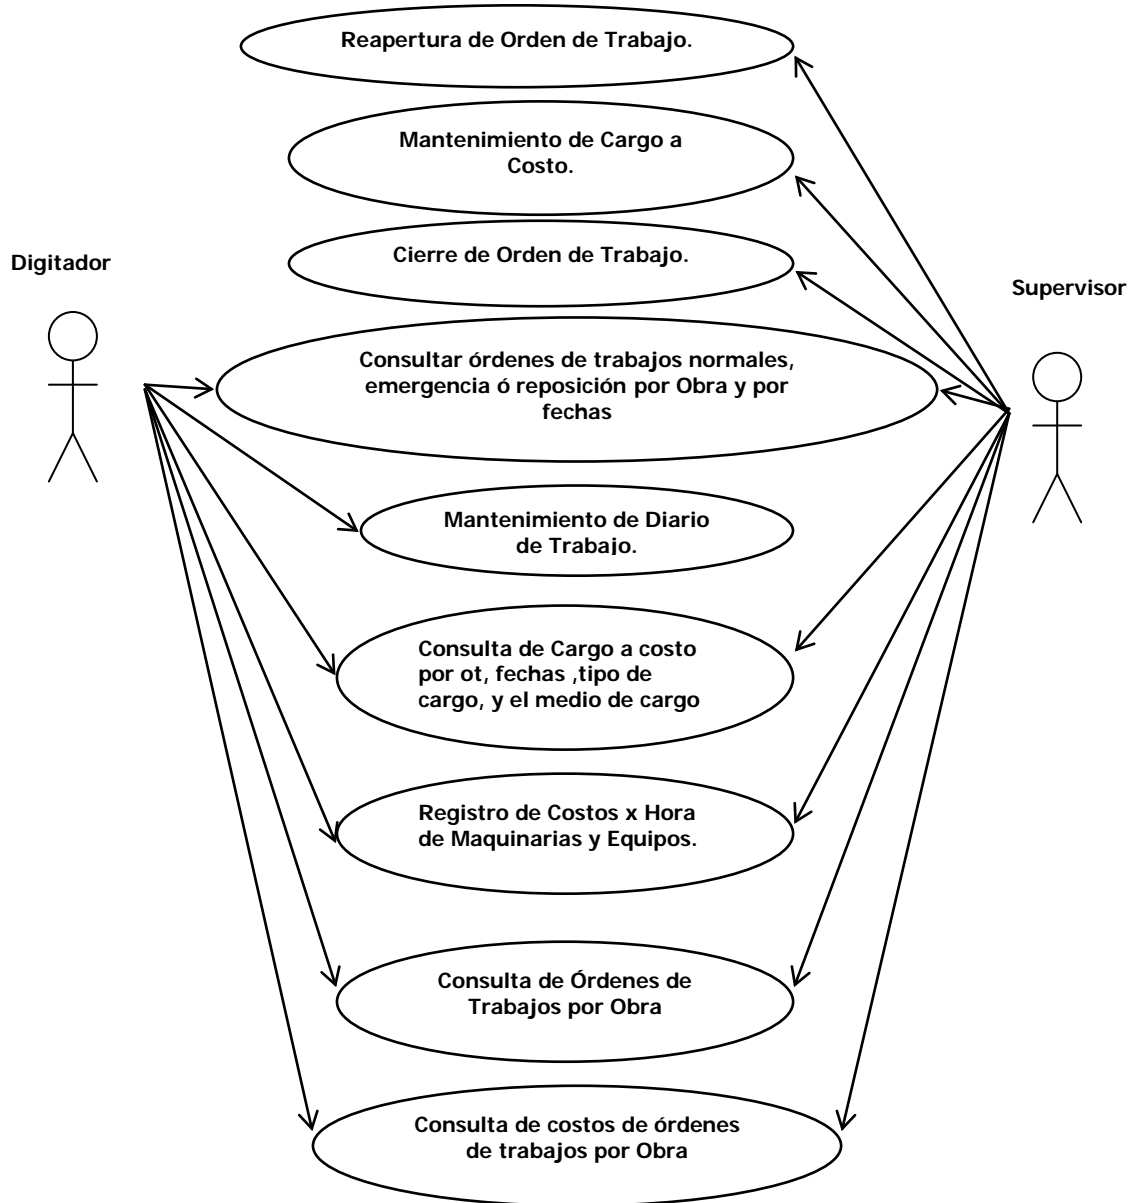 Reapertura de Orden de Trabajo.
Mantenimiento de Cargo a
Costo.
Cierre de Orden de Trabajo.
Digitador
Supervisor
Consultar órdenes de trabajos normales,
emergencia ó reposición por Obra y por
fechas
Mantenimiento de Diario
de Trabajo.
Consulta de Cargo a costo
por ot, fechas ,tipo de
cargo, y el medio de cargo
Registro de Costos x Hora
de Maquinarias y Equipos.
Consulta de Órdenes de
Trabajos por Obra
Consulta de costos de órdenes
de trabajos por Obra